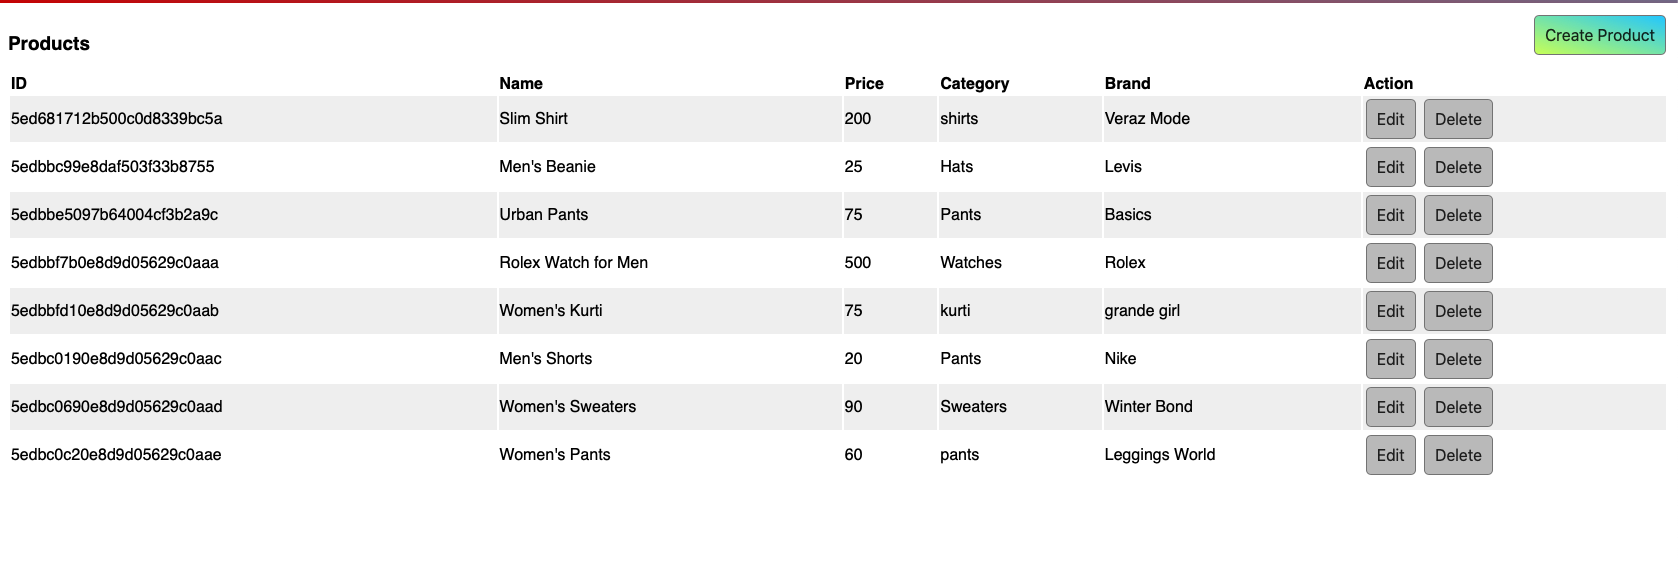 Create Product
Products
ID Name Price Category Brand Action
5ed681712b500c0d8339bc5a Slim Shirt 200 shirts Veraz Mode Edit Delete
5edbbc99e8daf503f33b8755 Men's Beanie 25 Hats Levis Edit Delete
5edbbe5097b64004cf3b2a9c Urban Pants 75 Pants Basics Edit Delete
5edbbf7b0e8d9d05629c0aaa Rolex Watch for Men 500 Watches Rolex Edit Delete
5edbbfd10e8d9d05629c0aab Women's Kurti 75 kurti grande girl Edit Delete
5edbc0190e8d9d05629c0aac Men's Shorts 20 Pants Nike Edit Delete
5edbc0690e8d9d05629c0aad Women's Sweaters 90 Sweaters Winter Bond Edit Delete
5edbc0c20e8d9d05629c0aae Women's Pants 60 pants Leggings World Edit Delete